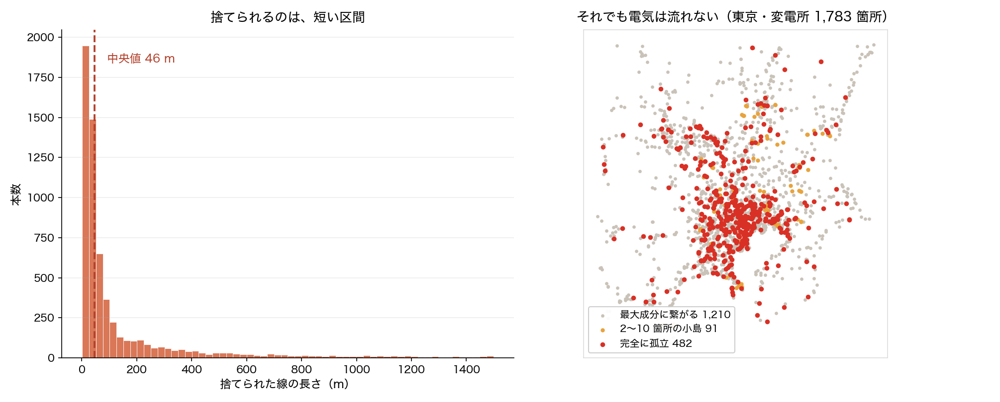 捨てられるのは、短い区間
中央値 46 m
2000
1750
1500
1250
1000
750
500
250
0
本数
0 200 400 600 800 1000 1200 1400
捨てられた線の長さ（m）
それでも電気は流れない（東京・変電所 1,783 箇所）
最大成分に繋がる 1,210
2〜10 箇所の小島 91
完全に孤立 482